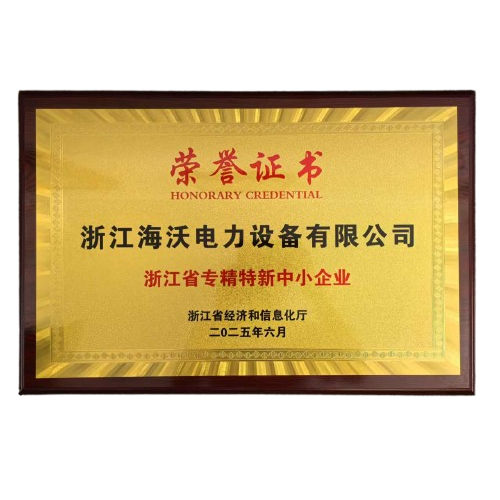 荣誉证书
HONORARY CREDENTIAL
浙江海沃电力设备有限公司
浙江省专精特新中小企业
浙江省经济和信息化厅
二〇二五年六月